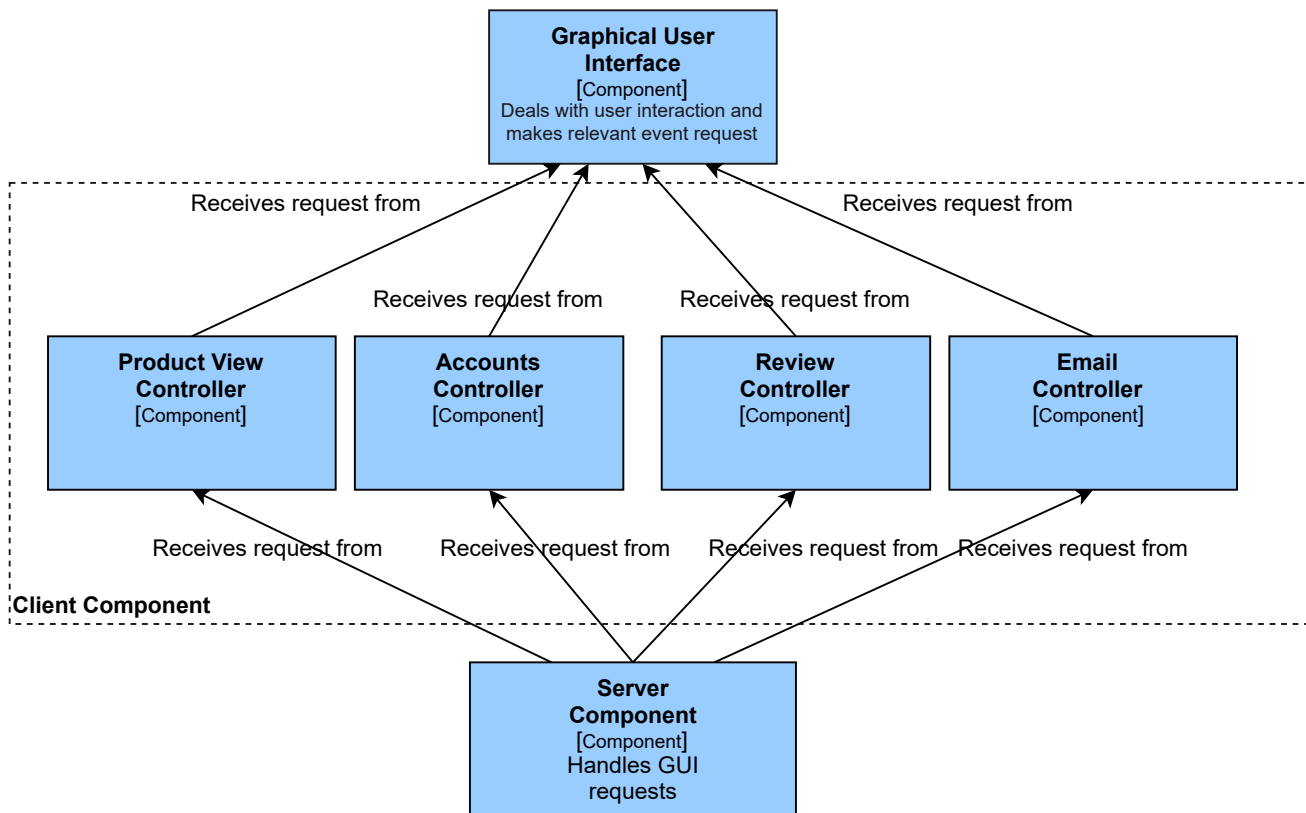 Graphical User
Interface
[Component]
Deals with user interaction and
makes relevant event request
Receives request from
Receives request from
Receives request from
Receives request from
Product View
Controller
[Component]
Accounts
Controller
[Component]
Review
Controller
[Component]
Email
Controller
[Component]
Receives request from
Receives request from
Receives request from
Receives request from
Client Component
Server
Component
[Component]
Handles GUI
requests